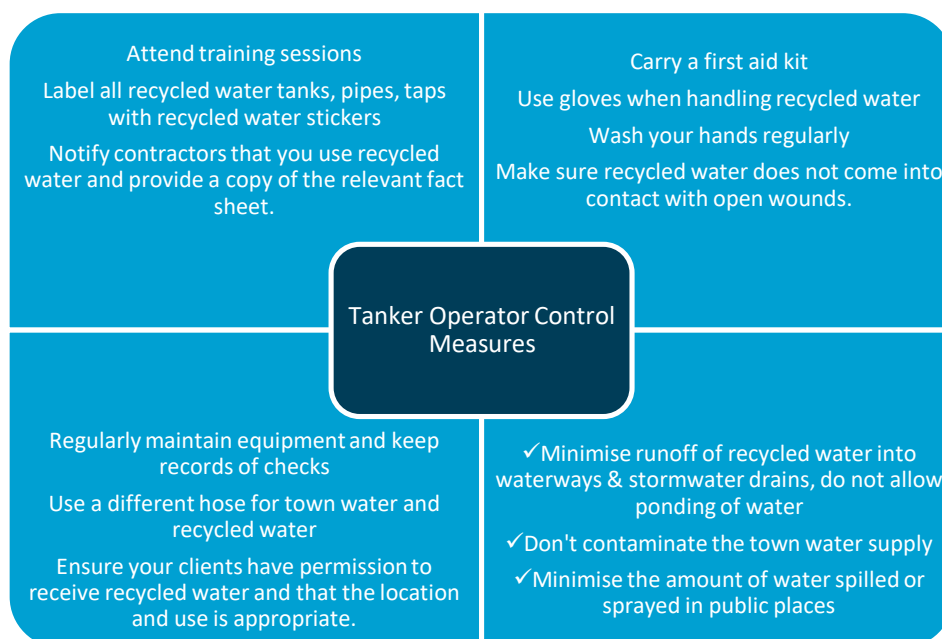 Attend training sessions
Label all recycled water tanks, pipes, taps
with recycled water stickers
Notify contractors that you use recycled
water and provide a copy of the relevant fact
sheet.
Carry a first aid kit
Use gloves when handling recycled water
Wash your hands regularly
Make sure recycled water does not come into
contact with open wounds.
Tanker Operator Control
Measures
Regularly maintain equipment and keep
records of checks
Use a different hose for town water and
recycled water
Ensure your clients have permission to
receive recycled water and that the location
and use is appropriate.
✓Minimise runoff of recycled water into
waterways & stormwater drains, do not allow
ponding of water
✓Don't contaminate the town water supply
✓Minimise the amount of water spilled or
sprayed in public places